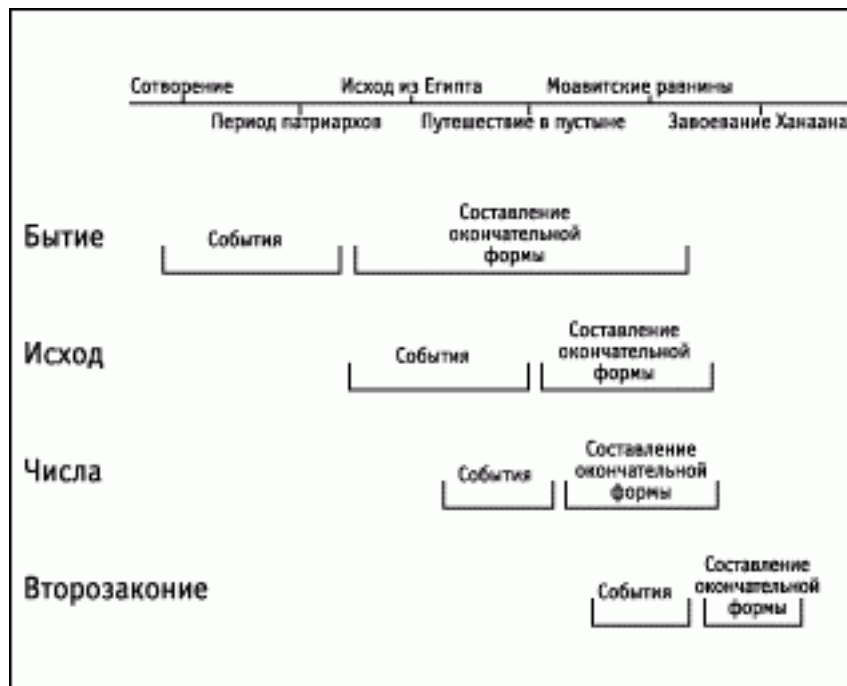 Сотворение Исход из Египта Моавитские равнины
Период патриархов Путешествие в пустыне Завоевание Ханаана
Бытие
События
Составление
окончательной
формы
Исход
События
Составление
окончательной
формы
Числа
События
Составление
окончательной
формы
Второзаконие
События
Составление
окончательной
формы